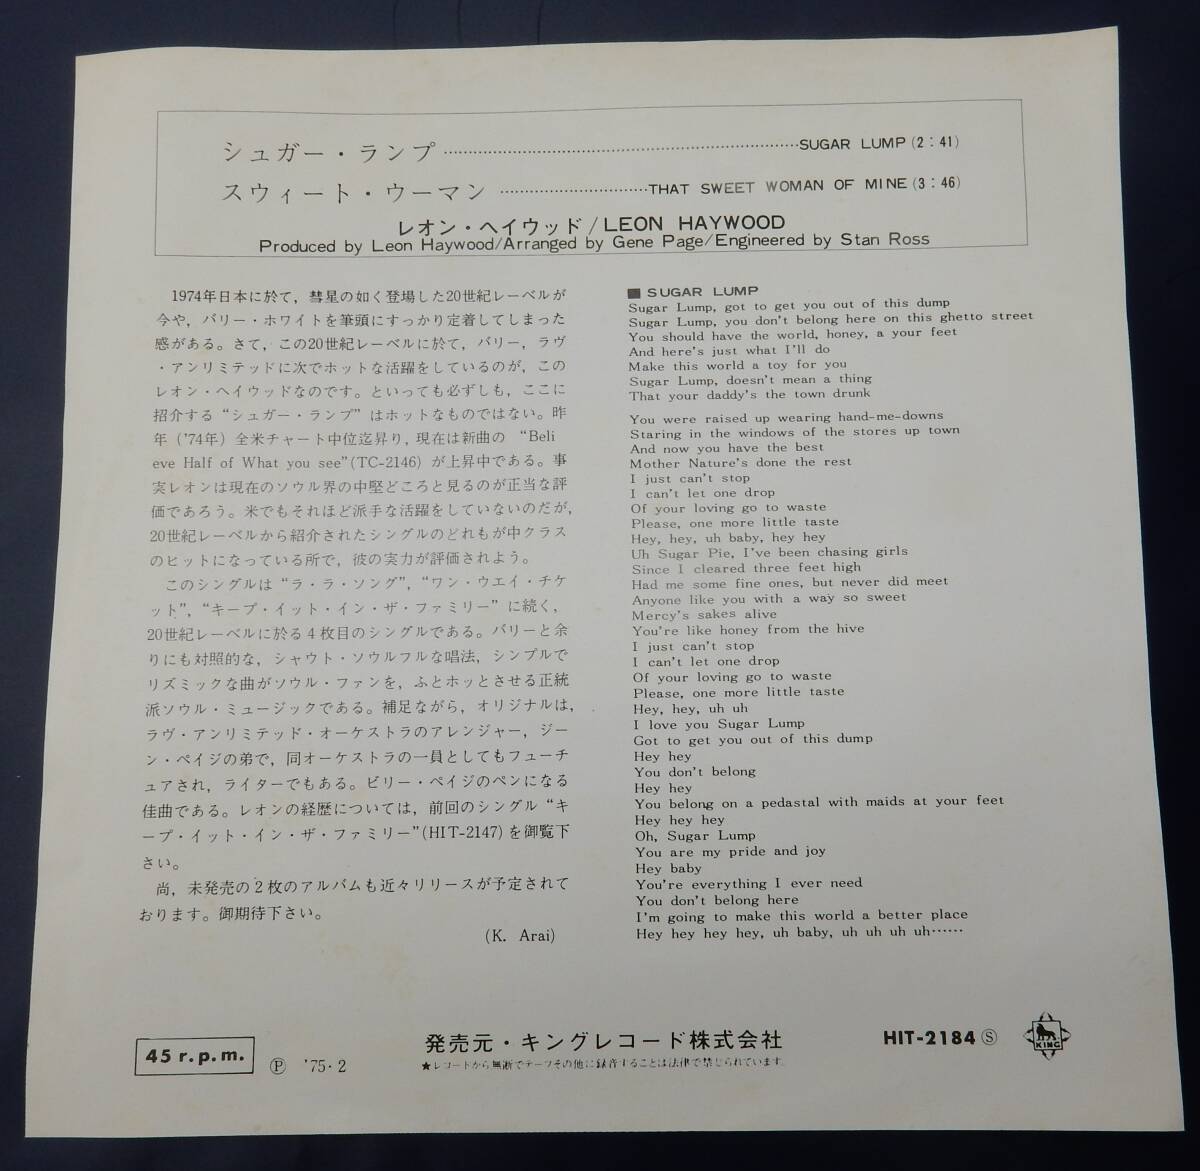 シュガー・ランプ……………………………………………………SUGAR LUMP(2:41)
スウィート・ウーマン…………………………THAT SWEET WOMAN OF MINE(3:46)
レオン・ヘイウッド/LEON HAYWOOD
Produced by Leon Haywood/Arranged by Gene Page/Engineered by Stan Ross
1974年日本に於て，彗星の如く登場した20世紀レーベルが
今や，バリー・ホワイトを筆頭にすっかり定着してしまった
感がある。さて，この20世紀レーベルに於て，バリー，ラヴ
・アンリミテッドに次でホットな活躍をしているのが，この
レオン・ヘイウッドなのです。といっても必ずしも，ここに
招介する“シュガー・ランプ”はホットなものではない。昨
年（'74年）全米チャート中位迄昇り，現在は新曲の “Beli
eve Half of What you see”(TC-2146) が上昇中である。事
実レオンは現在のソウル界の中堅どころと見るのが正当な評
価であろう。米でもそれほど派手な活躍をしていないのだが，
20世紀レーベルから紹介されたシングルのどれもが中クラス
のヒットになっている所で，彼の実力が評価されよう。
このシングルは“ラ・ラ・ソング”，“ワン・ウエイ・チケ
ット”，“キープ・イット・イン・ザ・ファミリー”に続く，
20世紀レーベルに於る4枚目のシングルである。バリーと余
りにも対照的な，シャウト・ソウルフルな唱法，シンプルで
リズミックな曲がソウル・ファンを，ふとホッとさせる正統
派ソウル・ミュージックである。補足ながら，オリジナルは，
ラヴ・アンリミテッド・オーケストラのアレンジャー，ジー
ン・ペイジの弟で，同オーケストラの一員としてもフューチ
ュアされ，ライターでもある。ビリー・ペイジのペンになる
佳曲である。レオンの経歴については，前回のシングル“キ
ープ・イット・イン・ザ・ファミリー”(HIT-2147)を御覧下
さい。
尚，未発売の2枚のアルバムも近々リリースが予定されて
おります。御期待下さい。
(K. Arai)
■ SUGAR LUMP
Sugar Lump, got to get you out of this dump
Sugar Lump, you don't belong here on this ghetto street
You should have the world, honey, a your feet
And here's just what I'll do
Make this world a toy for you
Sugar Lump, doesn't mean a thing
That your daddy's the town drunk
You were raised up wearing hand-me-downs
Staring in the windows of the stores up town
And now you have the best
Mother Nature's done the rest
I just can't stop
I can't let one drop
Of your loving go to waste
Please, one more little taste
Hey, hey, uh baby, hey hey
Uh Sugar Pie, I've been chasing girls
Since I cleared three feet high
Had me some fine ones, but never did meet
Anyone like you with a way so sweet
Mercy's sakes alive
You're like honey from the hive
I just can't stop
I can't let one drop
Of your loving go to waste
Please, one more little taste
Hey, hey, uh uh
I love you Sugar Lump
Got to get you out of this dump
Hey hey
You don't belong
Hey hey
You belong on a pedastal with maids at your feet
Hey hey hey
Oh, Sugar Lump
You are my pride and joy
Hey baby
You're everything I ever need
You don't belong here
I'm going to make this world a better place
Hey hey hey hey, uh baby, uh uh uh uh……
45 r.p.m.
Ⓟ '75・2
発売元・キングレコード株式会社
★レコードから無断でテープその他に録音することは法律で禁じられています。
HIT-2184 Ⓢ
KING